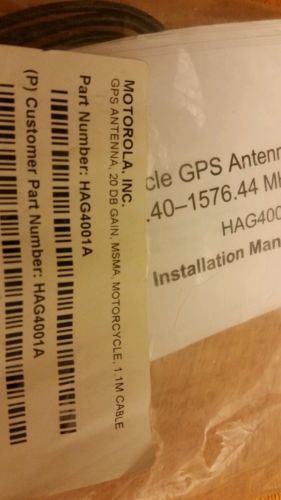 MOTOROLA, INC.
GPS ANTENNA, 20 DB GAIN, MSMA, MOTORCYCLE, 1.1M CABLE
Part Number: HAG4001A
(P) Customer Part Number: HAG4001A
cle GPS Antenn
.40–1576.44 MH
HAG400
Installation Man